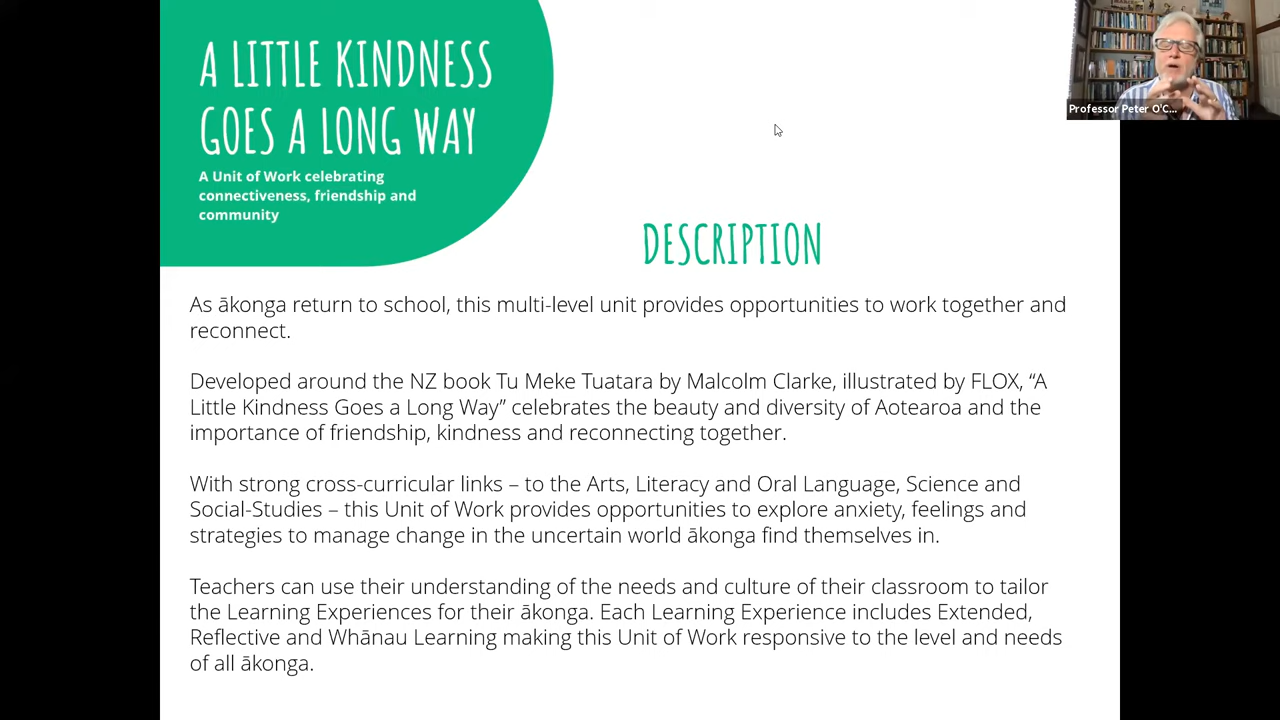 A LITTLE KINDNESS
GOES A LONG WAY
A Unit of Work celebrating
connectiveness, friendship and
community
Professor Peter O'C...
DESCRIPTION
As ākonga return to school, this multi-level unit provides opportunities to work together and
reconnect.
Developed around the NZ book Tu Meke Tuatara by Malcolm Clarke, illustrated by FLOX, “A
Little Kindness Goes a Long Way” celebrates the beauty and diversity of Aotearoa and the
importance of friendship, kindness and reconnecting together.
With strong cross-curricular links – to the Arts, Literacy and Oral Language, Science and
Social-Studies – this Unit of Work provides opportunities to explore anxiety, feelings and
strategies to manage change in the uncertain world ākonga find themselves in.
Teachers can use their understanding of the needs and culture of their classroom to tailor
the Learning Experiences for their ākonga. Each Learning Experience includes Extended,
Reflective and Whānau Learning making this Unit of Work responsive to the level and needs
of all ākonga.